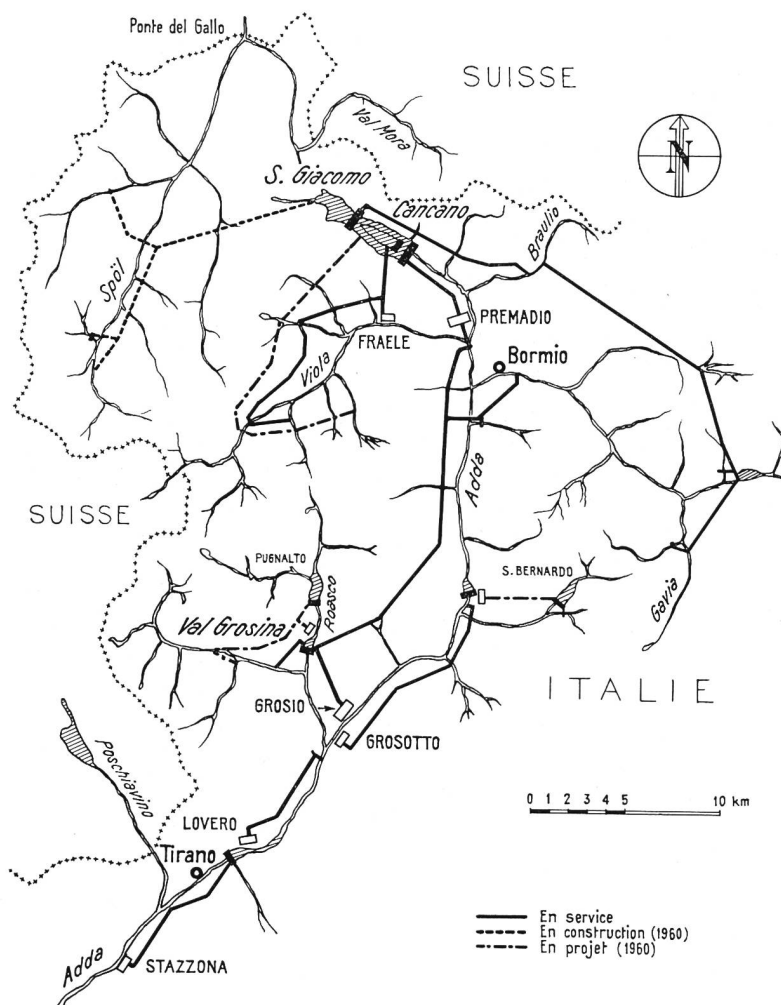 Ponte del Gallo
SUISSE
Val Mora
N
S. Giacomo
Cancano
Braulio
Spöl
PREMADIO
FRAELE
Bormio
Viola
Adda
SUISSE
PUGNALTO
S. BERNARDO
Roasco
Val Grosina
Gavia
ITALIE
GROSIO
GROSOTTO
Poschiavino
0 1 2 3 4 5 10 km
LOVERO
Tirano
En service
En construction (1960)
En projet (1960)
Adda
STAZZONA